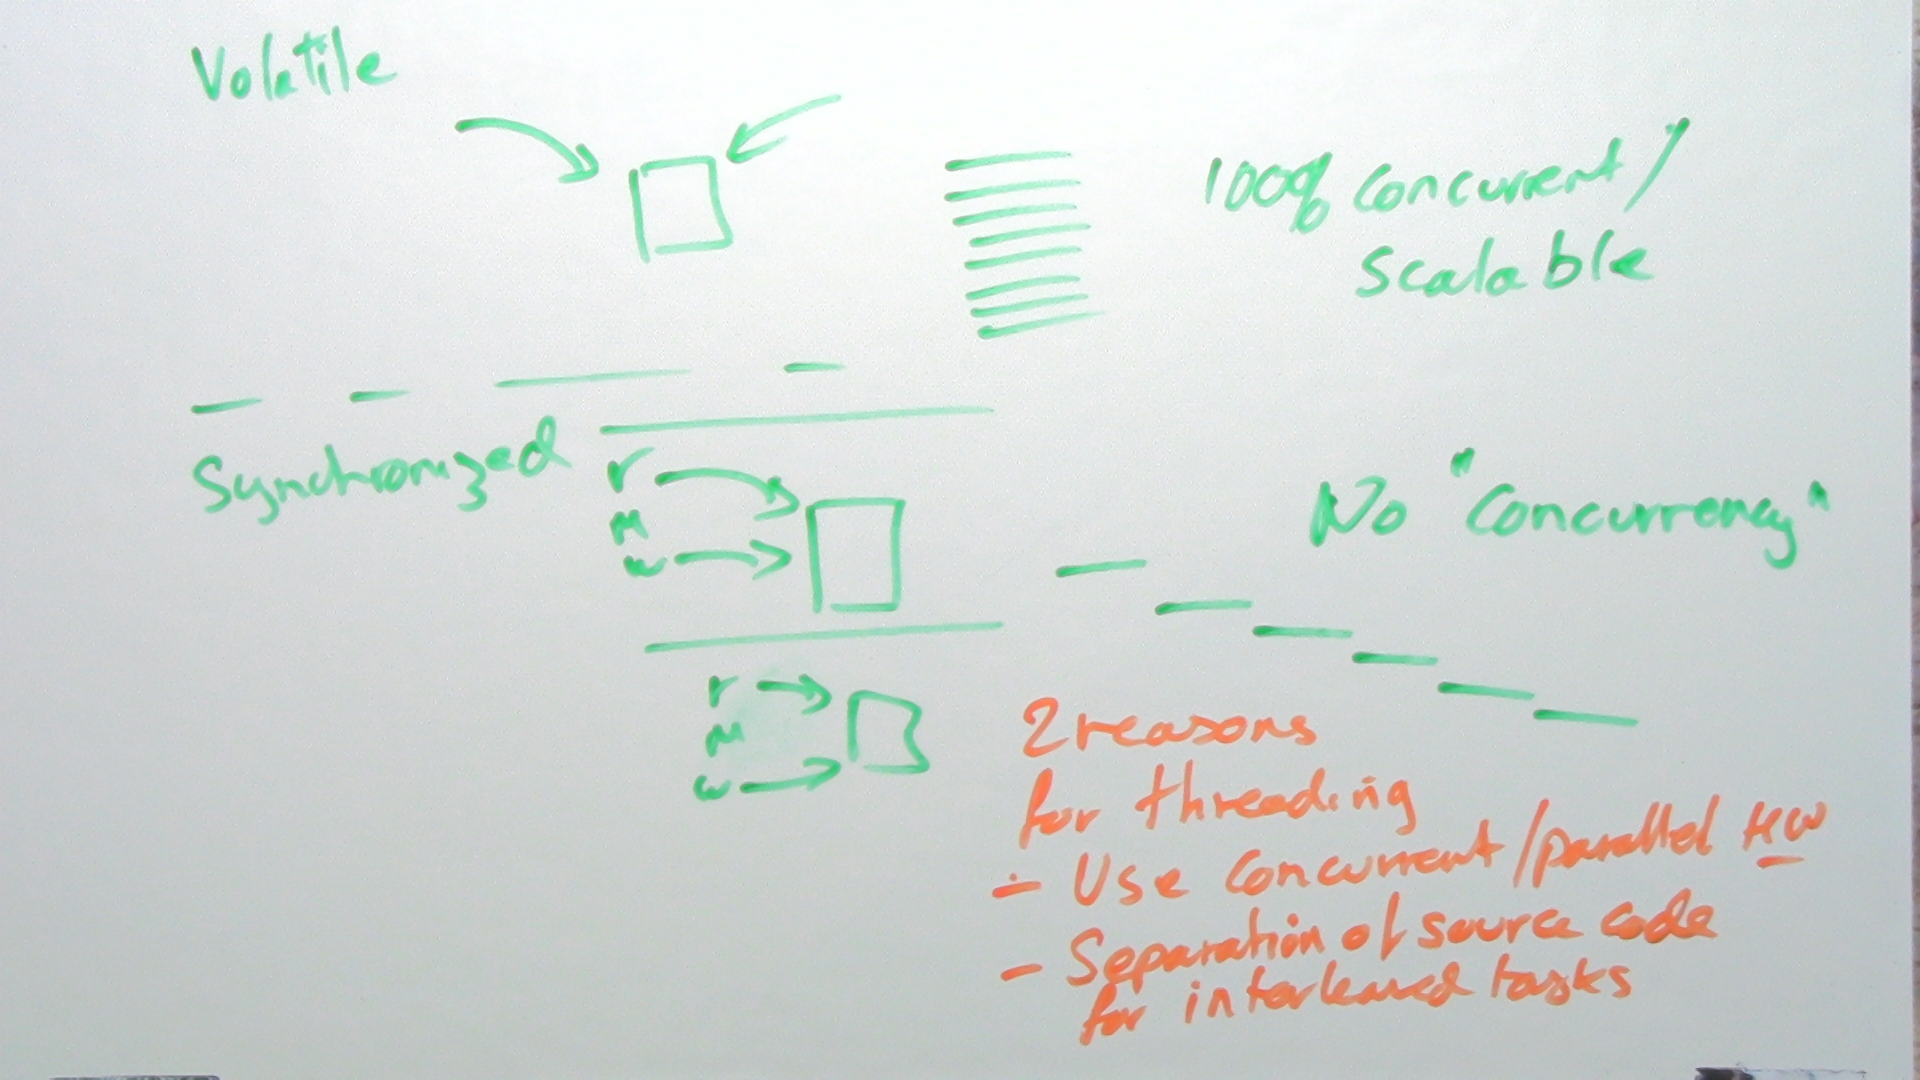 Volatile
100% concurrent /
Scalable
Synchronized
r
M
w
No "Concurrency"
r
M
w
2 reasons
for threading
- Use concurrent / parallel HW
- Separation of source code
for interleaved tasks